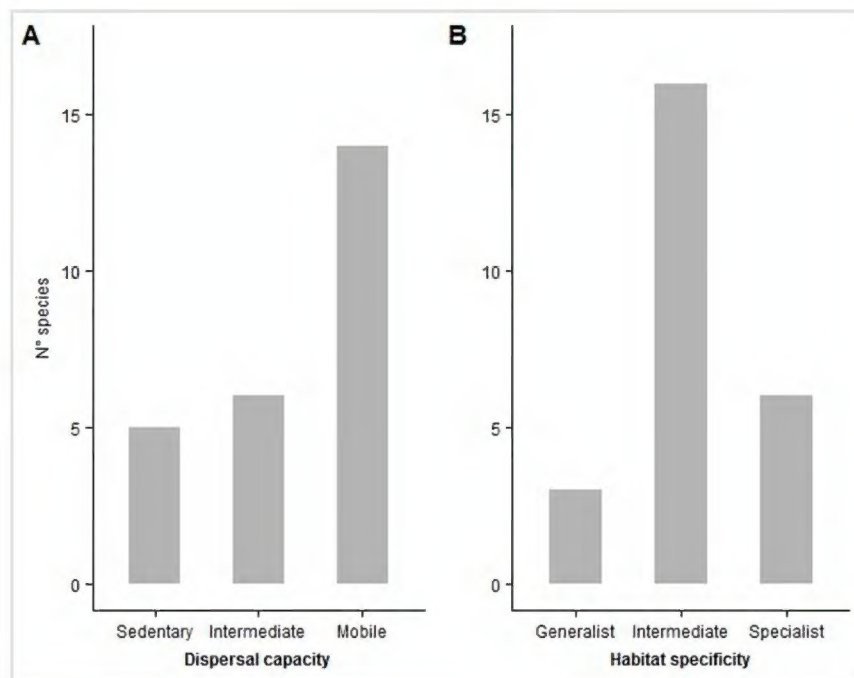 A
B
N° species
15
10
5
0
Sedentary Intermediate Mobile
Dispersal capacity
15
10
5
0
Generalist Intermediate Specialist
Habitat specificity